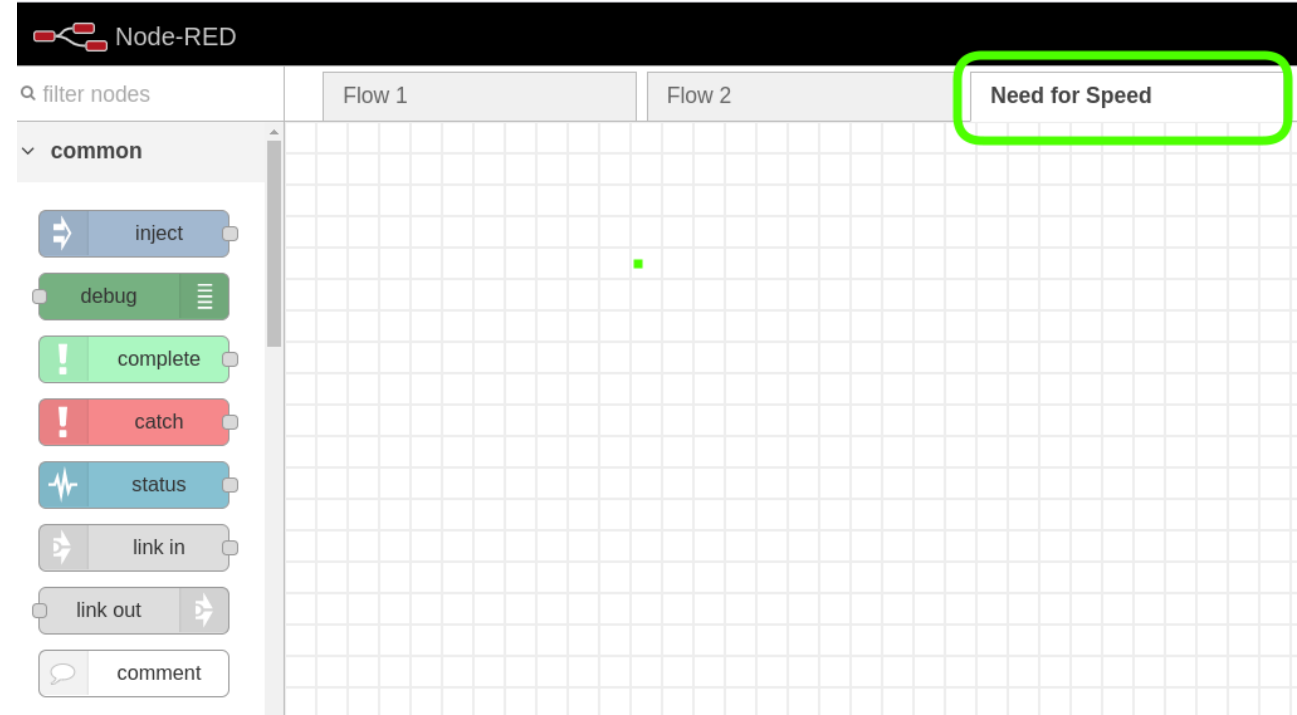 Node-RED
filter nodes
Flow 1
Flow 2
Need for Speed
common
inject
debug
complete
catch
status
link in
link out
comment